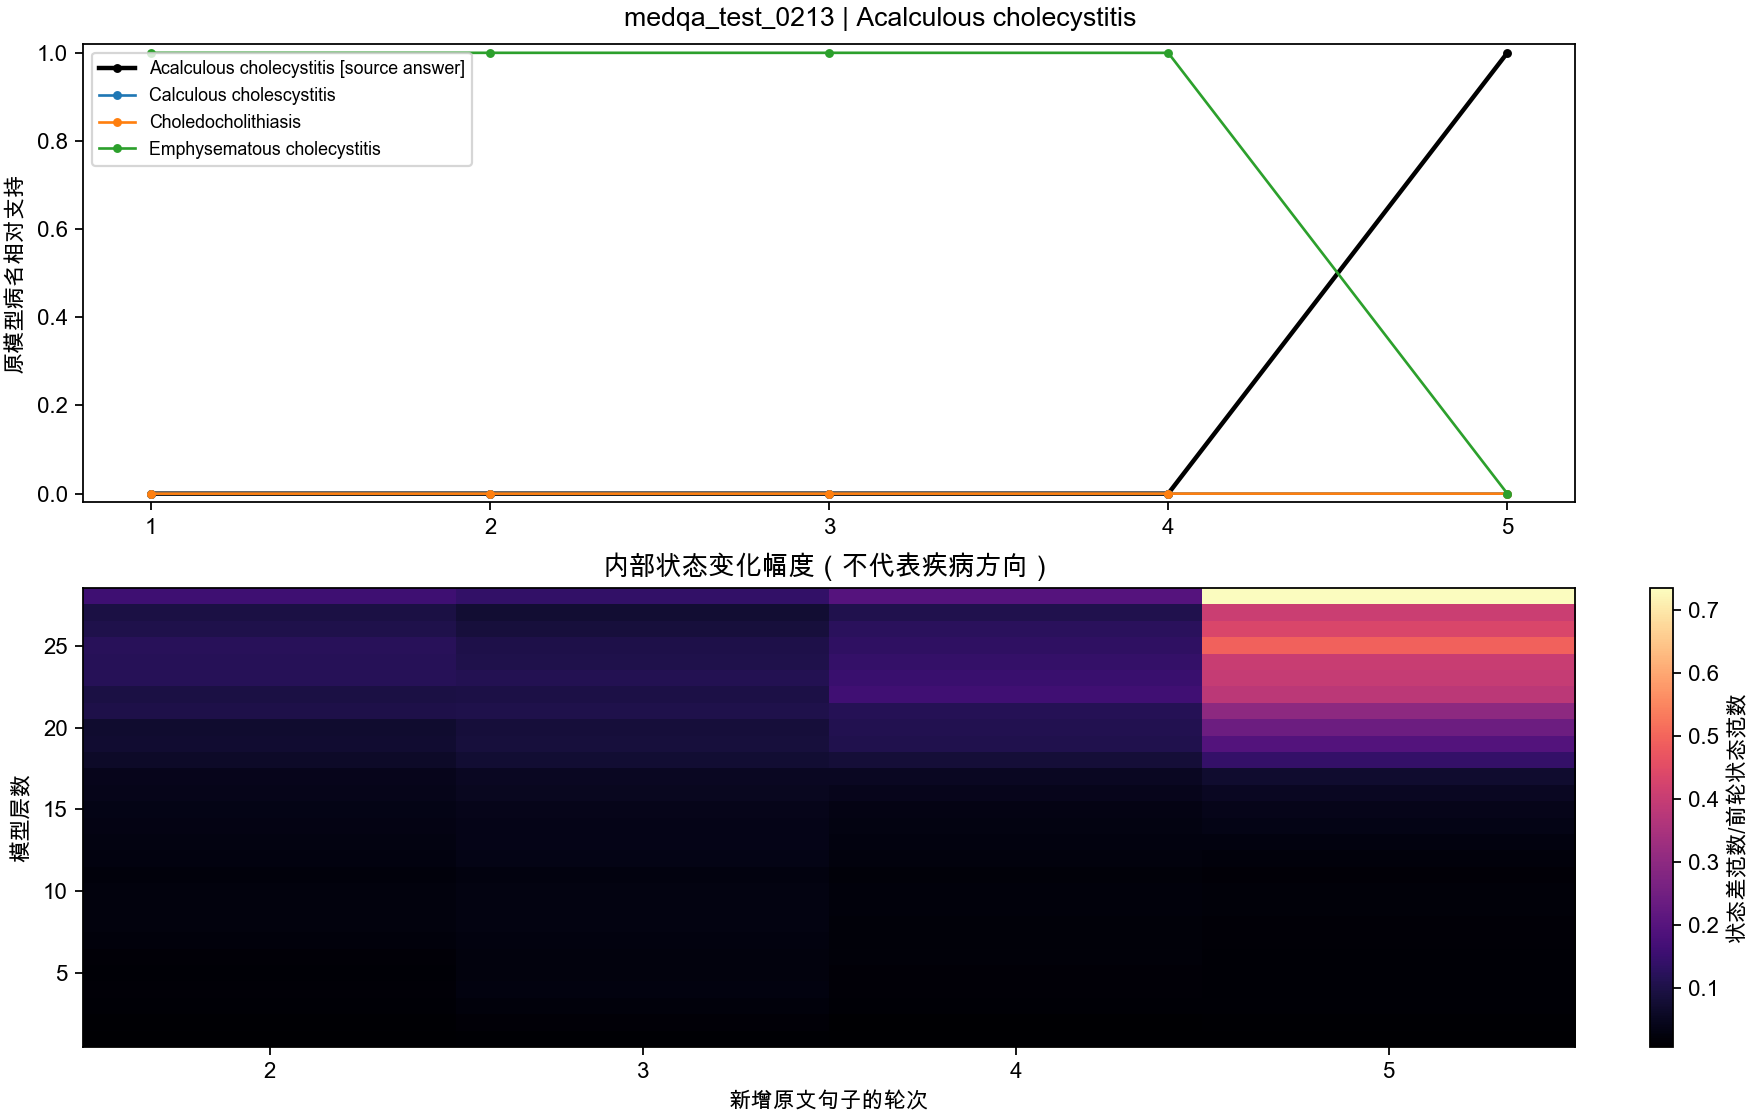 medqa_test_0213 | Acalculous cholecystitis
原模型病名相对支持
1.0
0.8
0.6
0.4
0.2
0.0
Acalculous cholecystitis [source answer]
Calculous cholescystitis
Choledocholithiasis
Emphysematous cholecystitis
1 2 3 4 5
内部状态变化幅度（不代表疾病方向）
模型层数
25
20
15
10
5
2 3 4 5
新增原文句子的轮次
0.7
0.6
0.5
0.4
0.3
0.2
0.1
状态差范数/前轮状态范数